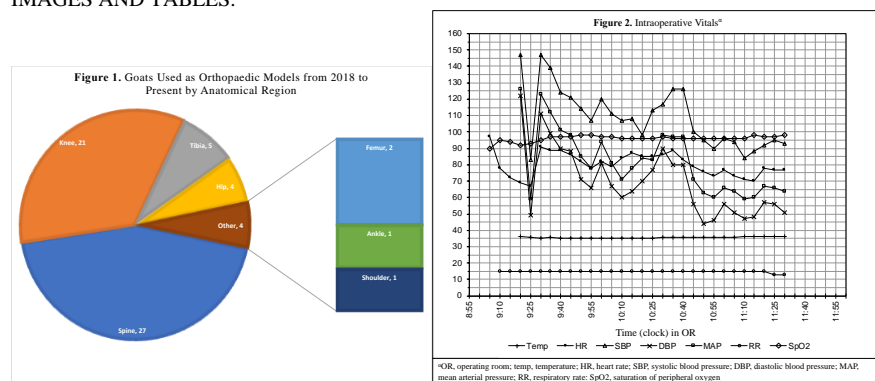 IMAGES AND TABLES:
Figure 1. Goats Used as Orthopaedic Models from 2018 to
Present by Anatomical Region
Knee, 21
Tibia, 5
Hip, 4
Other, 4
Spine, 27
Femur, 2
Ankle, 1
Shoulder, 1
Figure 2. Intraoperative Vitalsª
160
150
140
130
120
110
100
90
80
70
60
50
40
30
20
10
0
8:55
9:10
9:25
9:40
9:55
10:10
10:25
10:40
10:55
11:10
11:25
11:40
11:55
Time (clock) in OR
Temp HR SBP DBP MAP RR SpO2
ªOR, operating room; temp, temperature; HR, heart rate; SBP, systolic blood pressure; DBP, diastolic blood pressure; MAP,
mean arterial pressure; RR, respiratory rate; SpO2, saturation of peripheral oxygen